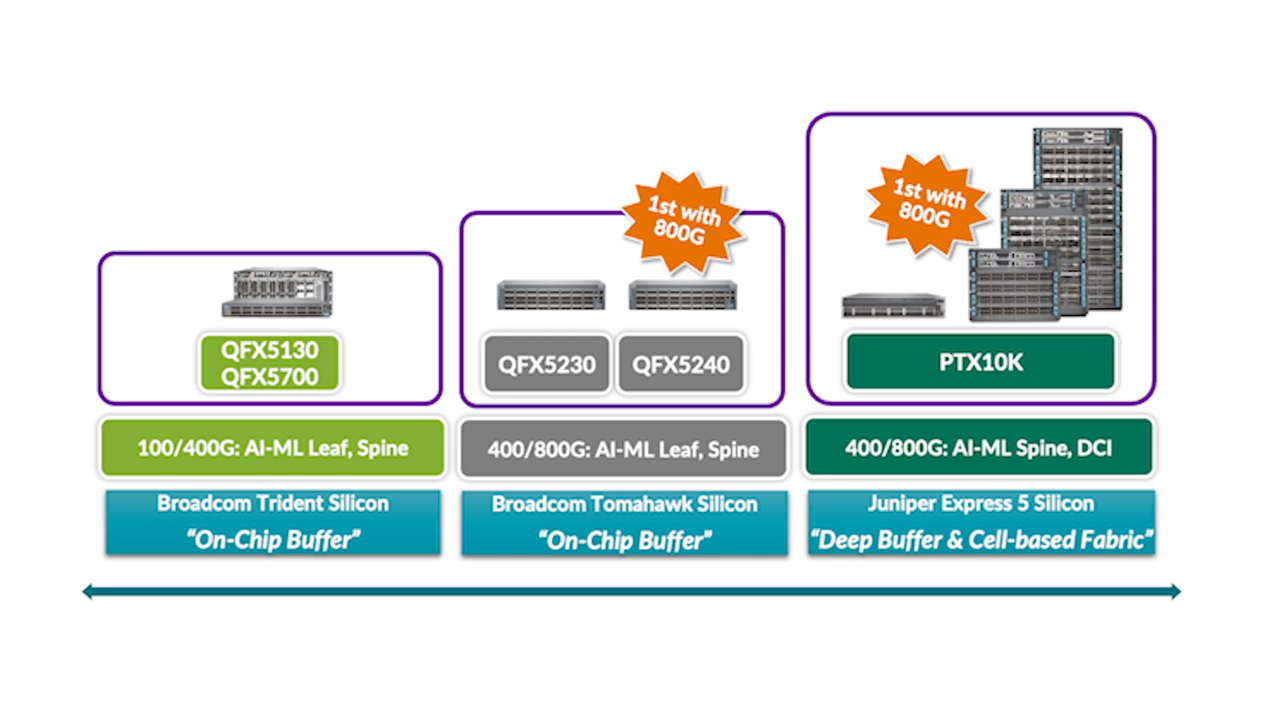 1st with
800G
1st with
800G
QFX5130
QFX5700
QFX5230
QFX5240
PTX10K
100/400G: AI-ML Leaf, Spine
400/800G: AI-ML Leaf, Spine
400/800G: AI-ML Spine, DCI
Broadcom Trident Silicon
“On-Chip Buffer”
Broadcom Tomahawk Silicon
“On-Chip Buffer”
Juniper Express 5 Silicon
“Deep Buffer & Cell-based Fabric”